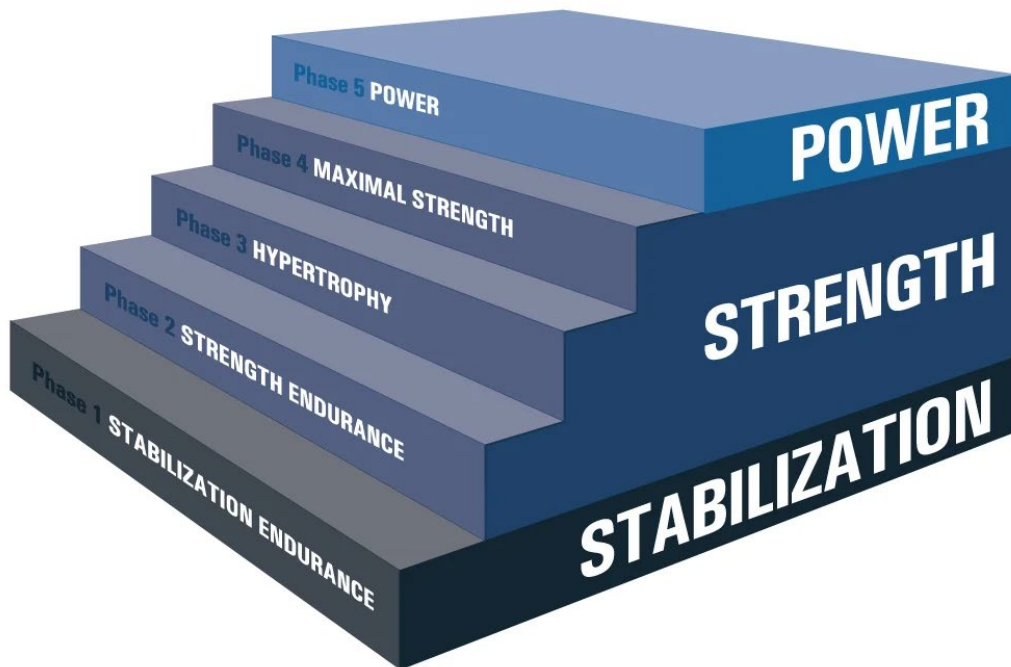 Phase 5 POWER
Phase 4 MAXIMAL STRENGTH
Phase 3 HYPERTROPHY
Phase 2 STRENGTH ENDURANCE
Phase 1 STABILIZATION ENDURANCE
POWER
STRENGTH
STABILIZATION